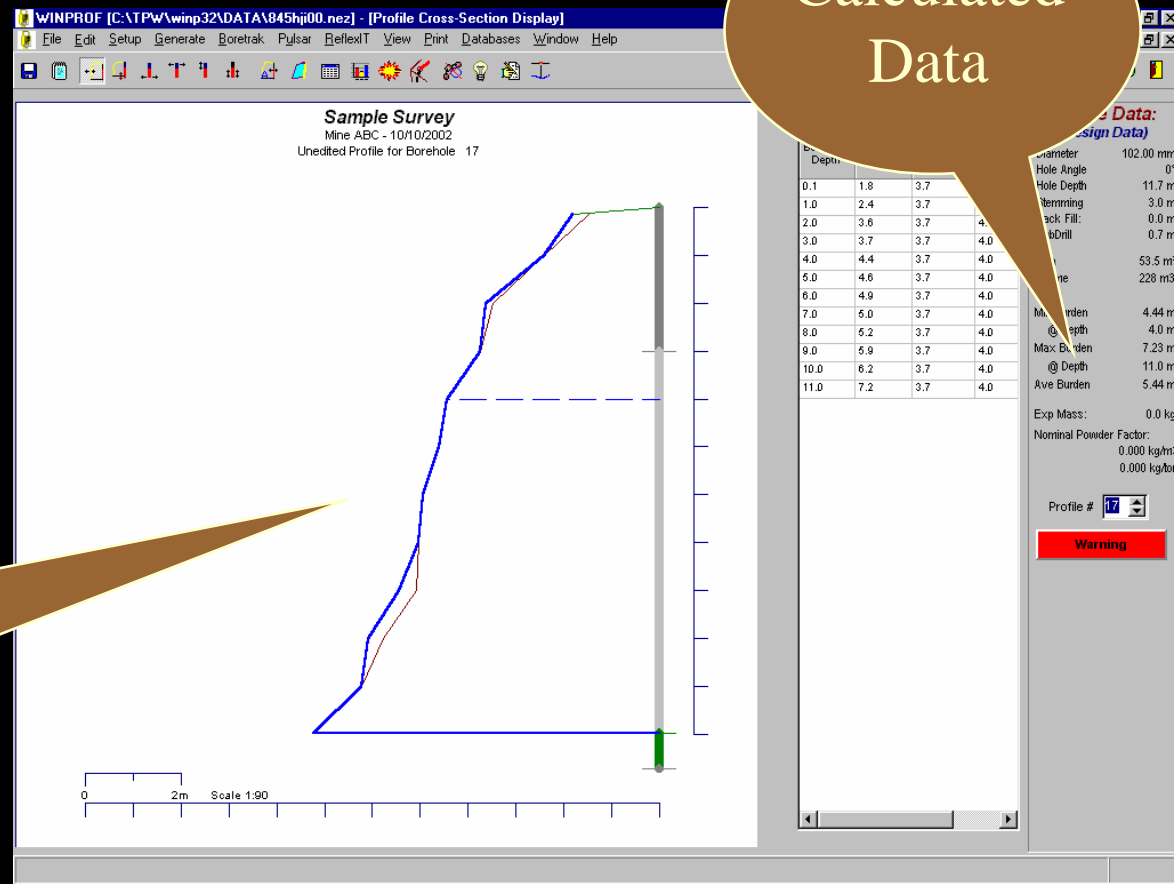 WINPROF [C:\TPW\winp32\DATA\845hji00.nez] - [Profile Cross-Section Display]
File Edit Setup Generate Boretrak Pulsar ReflexIT View Print Databases Window Help
Calculated
Data
Sample Survey
Mine ABC - 10/10/2002
Unedited Profile for Borehole 17
0 2m Scale 1:90
Depth
0.1 1.8 3.7
1.0 2.4 3.7
2.0 3.6 3.7 4.
3.0 3.7 3.7 4.0
4.0 4.4 3.7 4.0
5.0 4.6 3.7 4.0
6.0 4.9 3.7 4.0
7.0 5.0 3.7 4.0
8.0 5.2 3.7 4.0
9.0 5.9 3.7 4.0
10.0 6.2 3.7 4.0
11.0 7.2 3.7 4.0
Data:
Data)
Diameter 102.00 mm
Hole Angle 0°
Hole Depth 11.7 m
Stemming 3.0 m
Fill: 0.0 m
Drill 0.7 m
53.5 m²
228 m3
4.44 m
@ Depth 4.0 m
Max Burden 7.23 m
@ Depth 11.0 m
Ave Burden 5.44 m
Exp Mass: 0.0 kg
Nominal Powder Factor:
0.000 kg/m3
0.000 kg/ton
Profile # 17
Warning